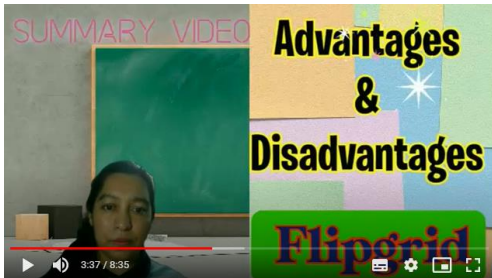 SUMMARY VIDEO
Advantages
&
Disadvantages
Flipgrid
3:37 / 8:35